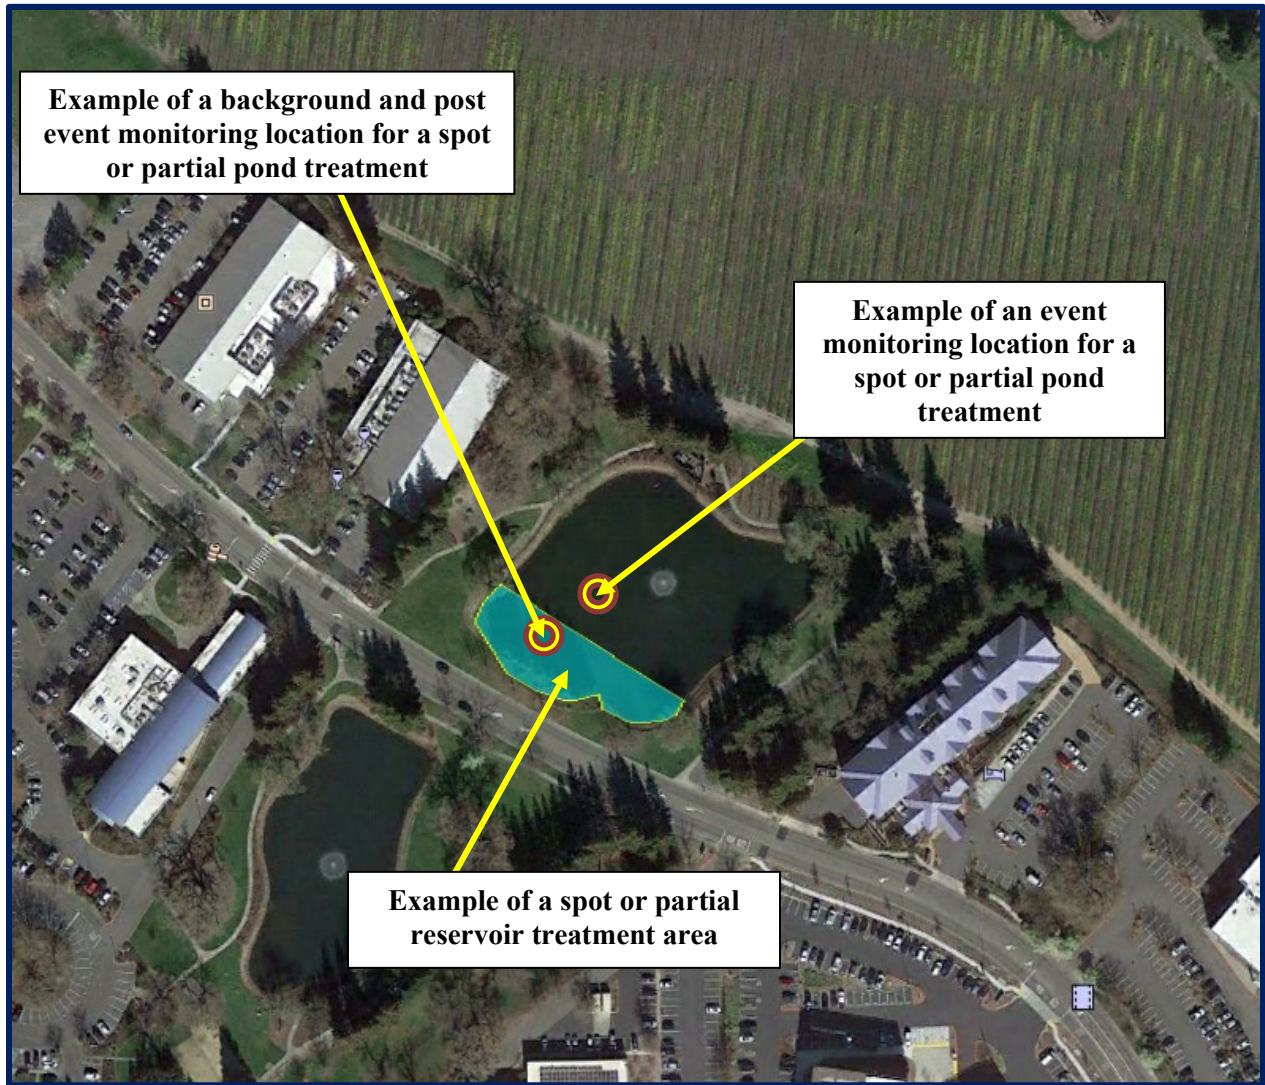 Example of a background and post
event monitoring location for a spot
or partial pond treatment
Example of an event
monitoring location for a
spot or partial pond
treatment
Example of a spot or partial
reservoir treatment area